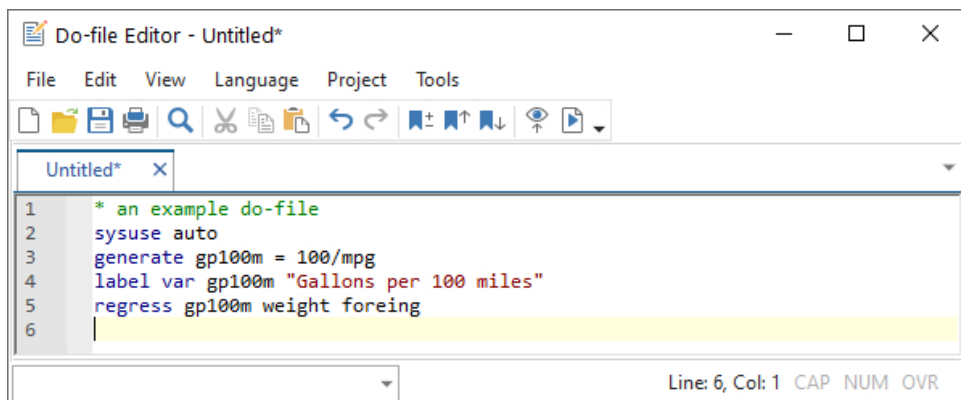 Do-file Editor - Untitled*
File Edit View Language Project Tools
Untitled*
1 * an example do-file
2 sysuse auto
3 generate gp100m = 100/mpg
4 label var gp100m "Gallons per 100 miles"
5 regress gp100m weight foreing
6
Line: 6, Col: 1 CAP NUM OVR